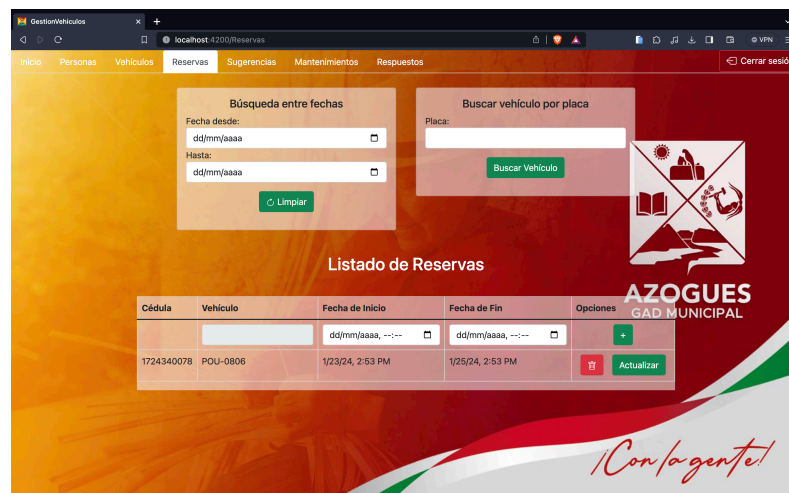 GestionVehiculos
localhost:4200/Reservas
VPN
Inicio Personas Vehículos Reservas Sugerencias Mantenimientos Respuestos Cerrar sesió
Búsqueda entre fechas
Fecha desde:
dd/mm/aaaa
Hasta:
dd/mm/aaaa
Limpiar
Buscar vehículo por placa
Placa:
Buscar Vehículo
AZOGUES
GAD MUNICIPAL
Listado de Reservas
Cédula Vehículo Fecha de Inicio Fecha de Fin Opciones
dd/mm/aaaa, --:-- dd/mm/aaaa, --:-- +
1724340078 POU-0806 1/23/24, 2:53 PM 1/25/24, 2:53 PM Actualizar
¡Con la gente!